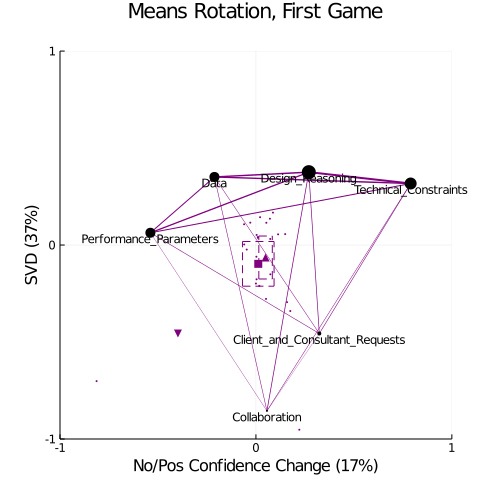 Means Rotation, First Game
1
Data
Design_Reasoning
Technical_Constraints
Performance_Parameters
0
SVD (37%)
Client_and_Consultant_Requests
Collaboration
-1
-1
0
1
No/Pos Confidence Change (17%)